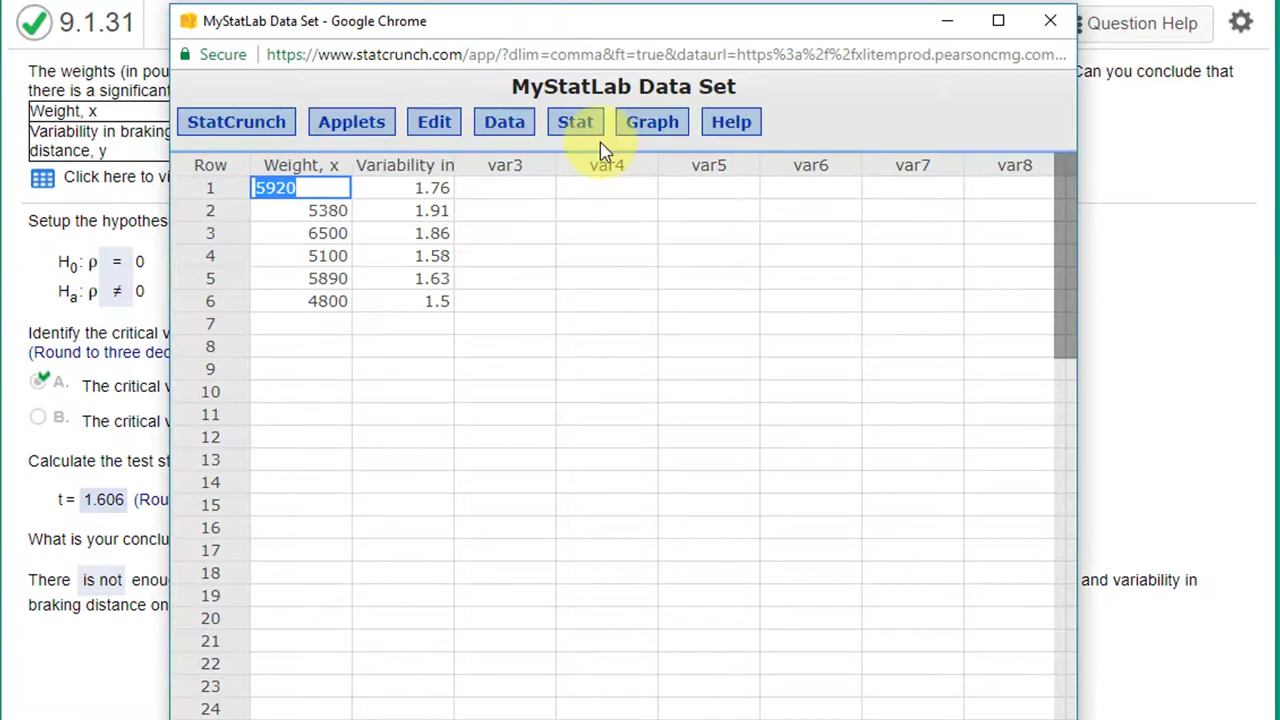 9.1.31
MyStatLab Data Set - Google Chrome
Question Help
Secure https://www.statcrunch.com/app/?dlim=comma&ft=true&dataurl=https%3a%2f%2fxlitemprod.pearsoncmg.com...
The weights (in pou
Can you conclude that
there is a significan
MyStatLab Data Set
Weight, x
Variability in braking
distance, y
StatCrunch Applets Edit Data Stat Graph Help
Click here to vi
Row Weight, x Variability in var3 var4 var5 var6 var7 var8
1 5920 1.76
2 5380 1.91
3 6500 1.86
4 5100 1.58
5 5890 1.63
6 4800 1.5
7
8
9
10
11
12
13
14
15
16
17
18
19
20
21
22
23
24
Setup the hypothes
H0: ρ = 0
Ha: ρ ≠ 0
Identify the critical v
(Round to three dec
A. The critical v
B. The critical v
Calculate the test st
t = 1.606 (Rou
What is your conclu
There is not enou
and variability in
braking distance on